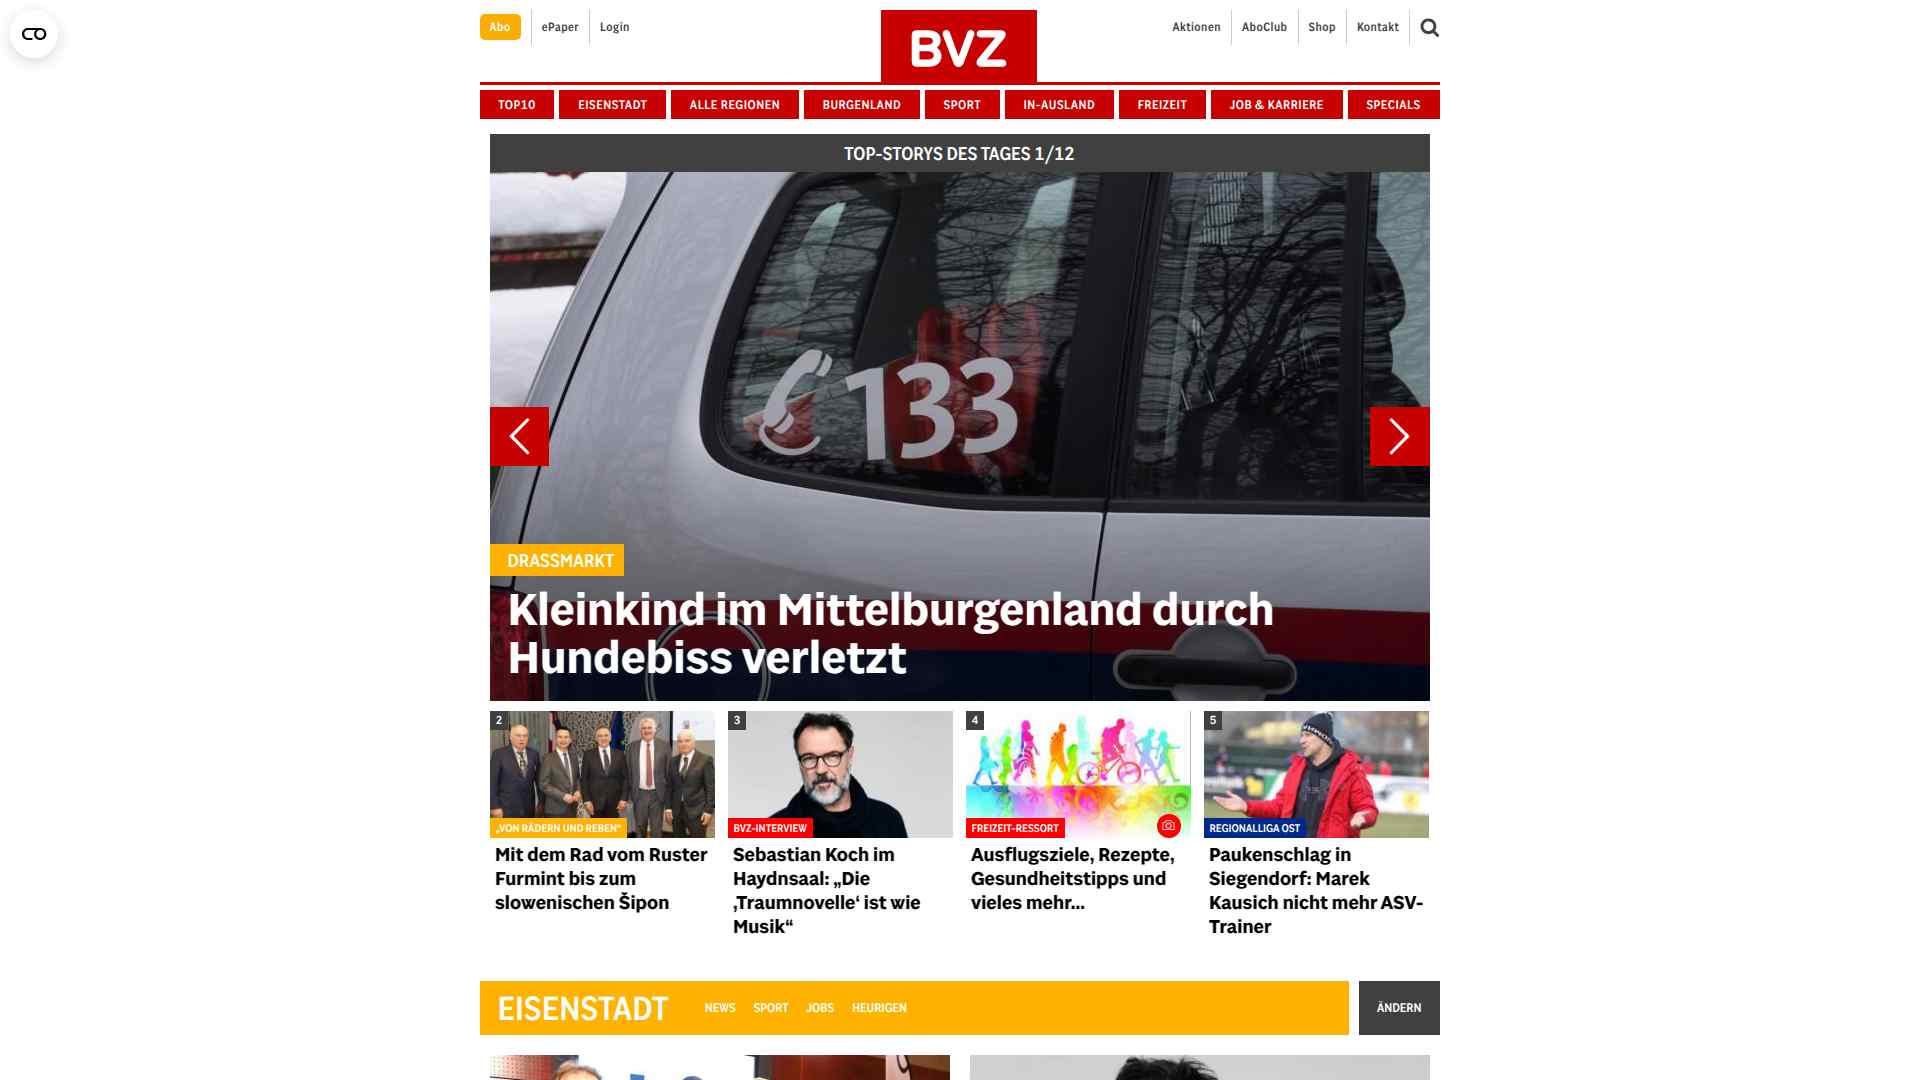 Abo
ePaper
Login
BVZ
Aktionen
AboClub
Shop
Kontakt
TOP10
EISENSTADT
ALLE REGIONEN
BURGENLAND
SPORT
IN-AUSLAND
FREIZEIT
JOB & KARRIERE
SPECIALS
TOP-STORYS DES TAGES 1/12
133
DRASSMARKT
Kleinkind im Mittelburgenland durch
Hundebiss verletzt
2
„VON RÄDERN UND REBEN“
Mit dem Rad vom Ruster
Furmint bis zum
slowenischen Šipon
3
BVZ-INTERVIEW
Sebastian Koch im
Haydnsaal: „Die
‚Traumnovelle‘ ist wie
Musik“
4
FREIZEIT-RESSORT
Ausflugsziele, Rezepte,
Gesundheitstipps und
vieles mehr...
5
REGIONALLIGA OST
Paukenschlag in
Siegendorf: Marek
Kausich nicht mehr ASV-
Trainer
EISENSTADT
NEWS
SPORT
JOBS
HEURIGEN
ÄNDERN